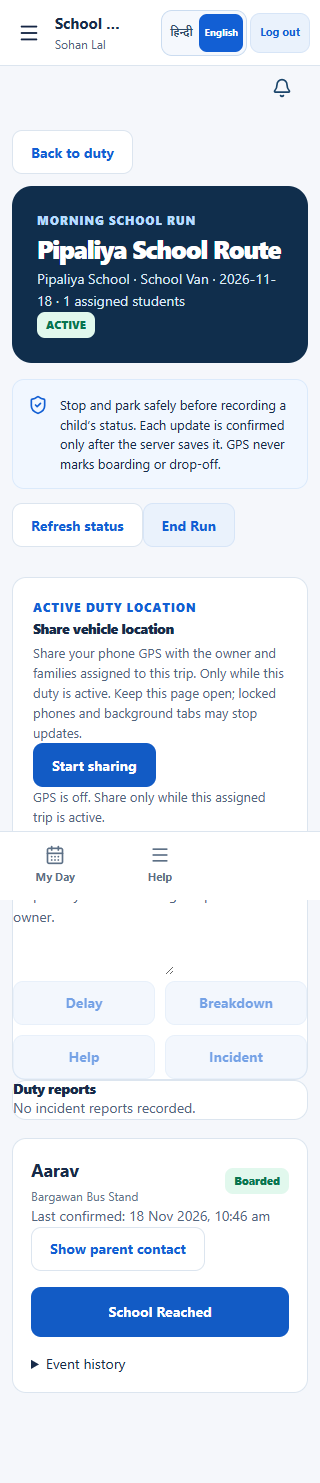 School ...
Sohan Lal
हिन्दी
English
Log out
Back to duty
MORNING SCHOOL RUN
Pipaliya School Route
Pipaliya School · School Van · 2026-11-
18 · 1 assigned students
ACTIVE
Stop and park safely before recording a
child's status. Each update is confirmed
only after the server saves it. GPS never
marks boarding or drop-off.
Refresh status
End Run
ACTIVE DUTY LOCATION
Share vehicle location
Share your phone GPS with the owner and
families assigned to this trip. Only while this
duty is active. Keep this page open; locked
phones and background tabs may stop
updates.
Start sharing
GPS is off. Share only while this assigned
trip is active.
My Day
Help
owner.
Delay
Breakdown
Help
Incident
Duty reports
No incident reports recorded.
Aarav
Bargawan Bus Stand
Boarded
Last confirmed: 18 Nov 2026, 10:46 am
Show parent contact
School Reached
Event history